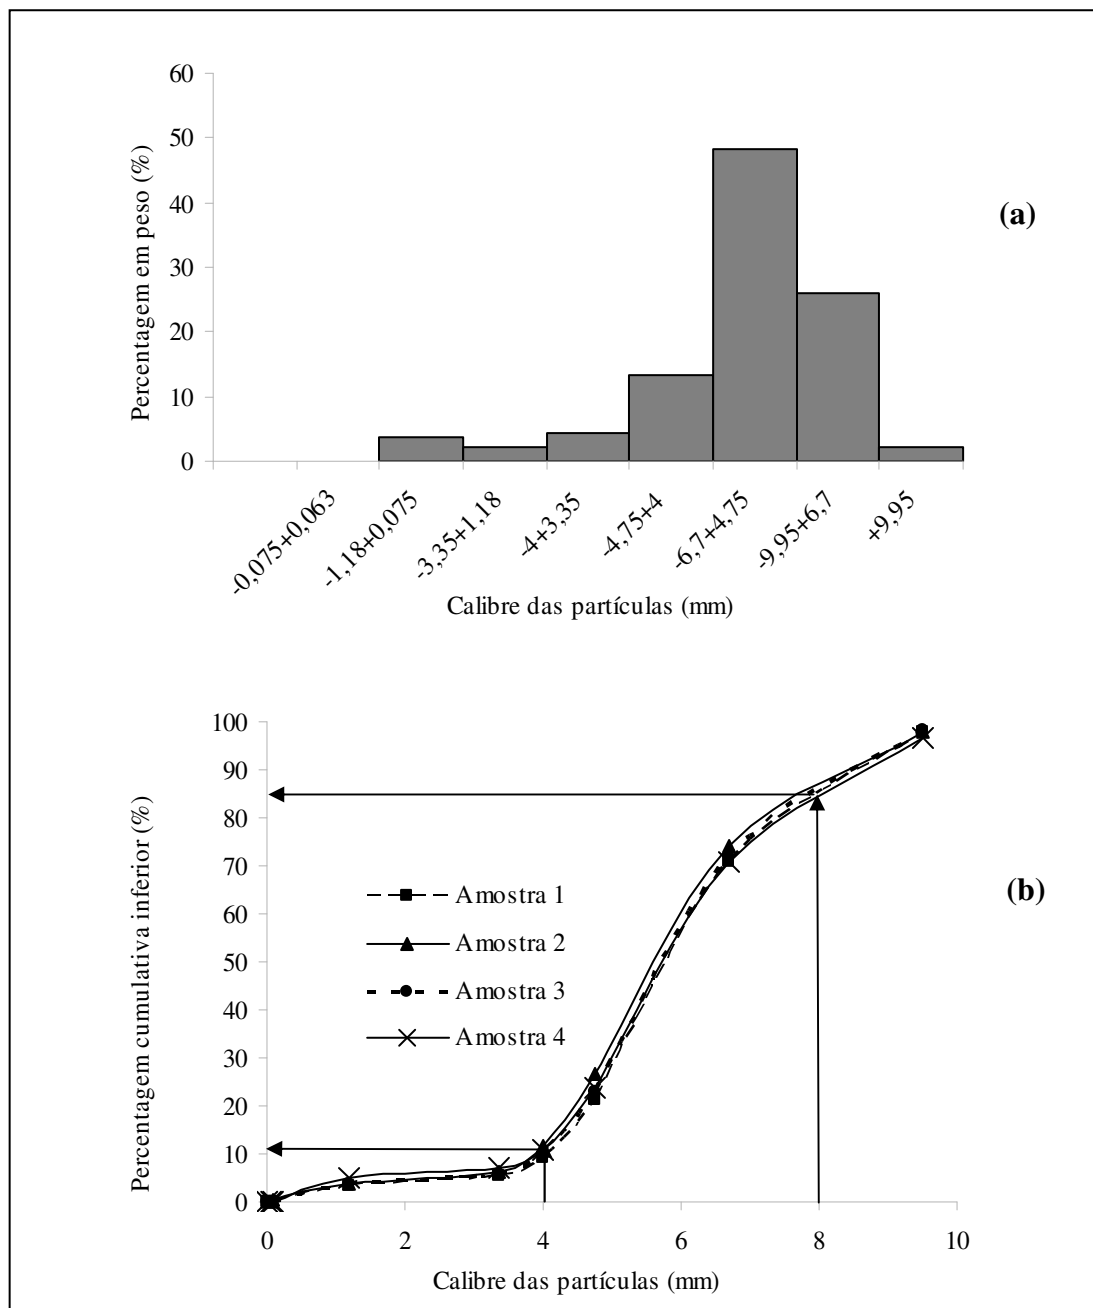 60
50
40
30
20
10
0
Percentagem em peso (%)
(a)
-0,075+0,063
-1,18+0,075
-3,35+1,18
-4+3,35
-4,75+4
-6,7+4,75
-9,95+6,7
+9,95
Calibre das partículas (mm)
100
90
80
70
60
50
40
30
20
10
0
Percentagem cumulativa inferior (%)
Amostra 1
Amostra 2
Amostra 3
Amostra 4
(b)
0 2 4 6 8 10
Calibre das partículas (mm)